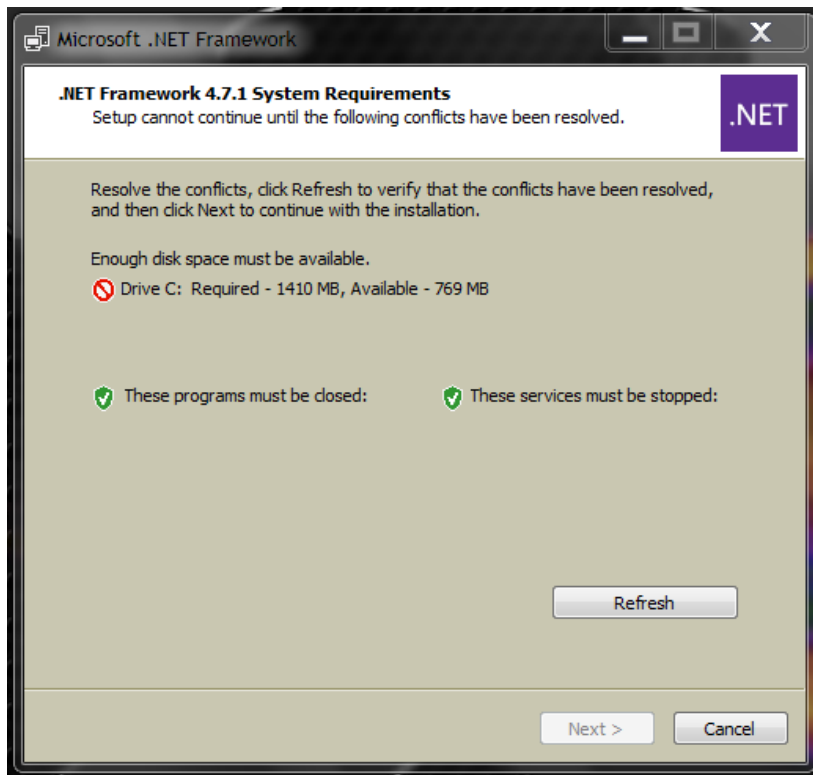 Microsoft .NET Framework
.NET Framework 4.7.1 System Requirements
Setup cannot continue until the following conflicts have been resolved.
.NET
Resolve the conflicts, click Refresh to verify that the conflicts have been resolved,
and then click Next to continue with the installation.
Enough disk space must be available.
Drive C: Required - 1410 MB, Available - 769 MB
These programs must be closed:
These services must be stopped:
Refresh
Next >
Cancel